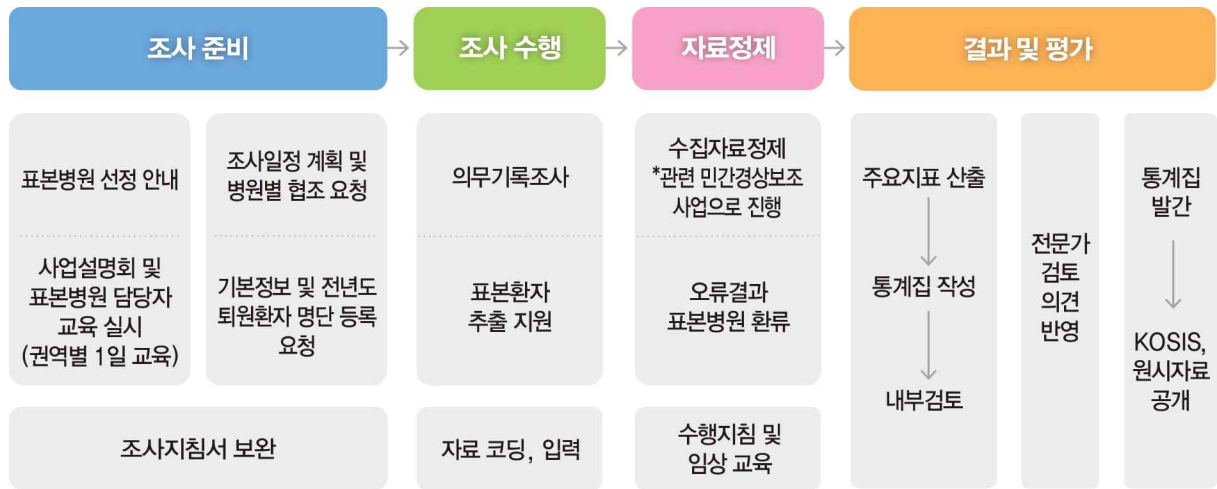 조사 준비
조사 수행
자료정제
결과 및 평가
표본병원 선정 안내
사업설명회 및
표본병원 담당자
교육 실시
(권역별 1일 교육)
조사일정 계획 및
병원별 협조 요청
기본정보 및 전년도
퇴원환자 명단 등록
요청
조사지침서 보완
의무기록조사
표본환자
추출 지원
자료 코딩, 입력
수집자료정제
*관련 민간경상보조
사업으로 진행
오류결과
표본병원 환류
수행지침 및
임상 교육
주요지표 산출
통계집 작성
내부검토
전문가
검토
의견
반영
통계집
발간
KOSIS,
원시자료
공개